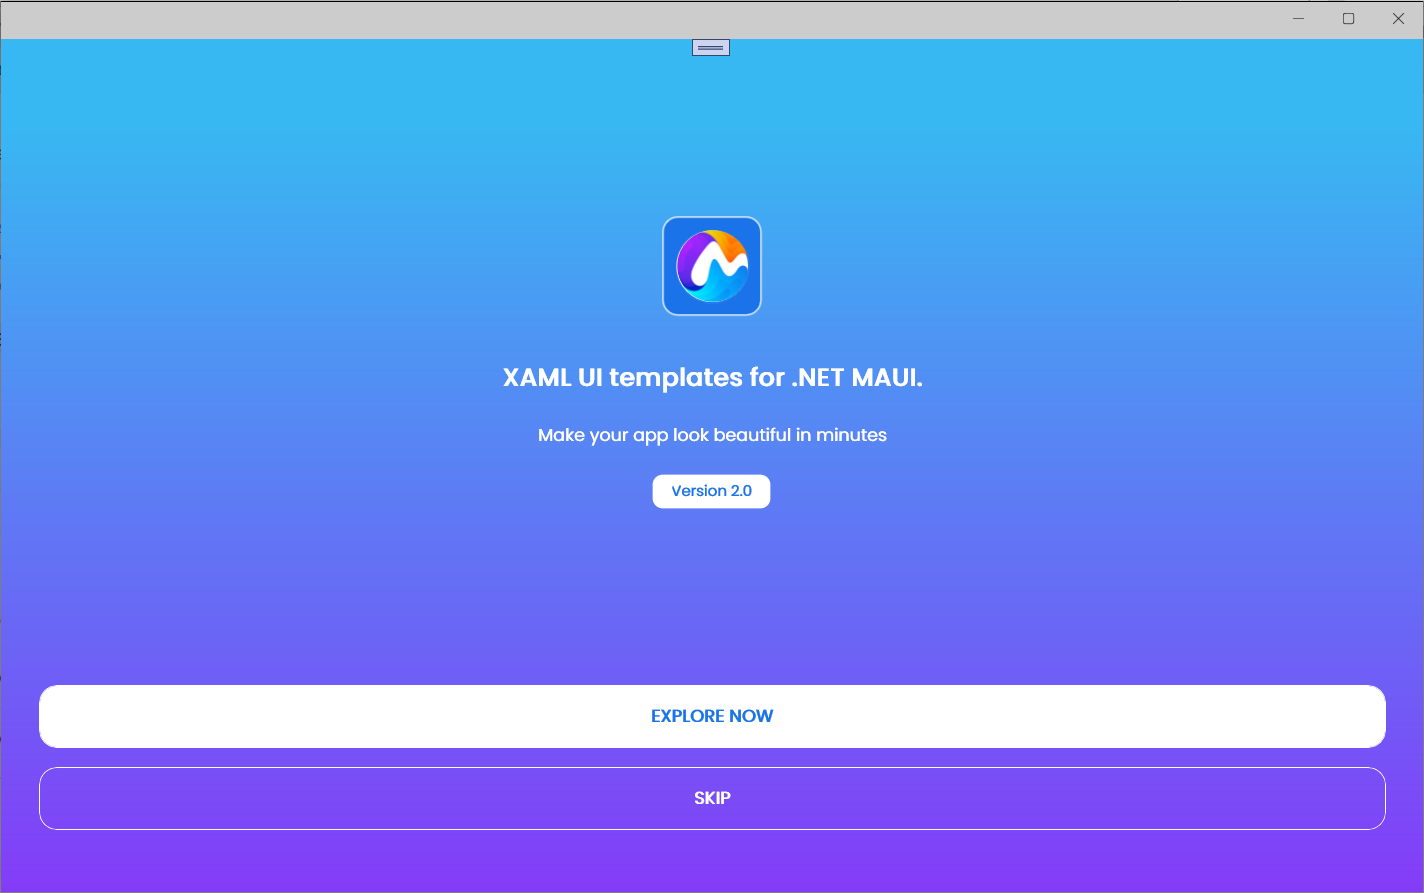 XAML UI templates for .NET MAUI.
Make your app look beautiful in minutes
Version 2.0
EXPLORE NOW
SKIP